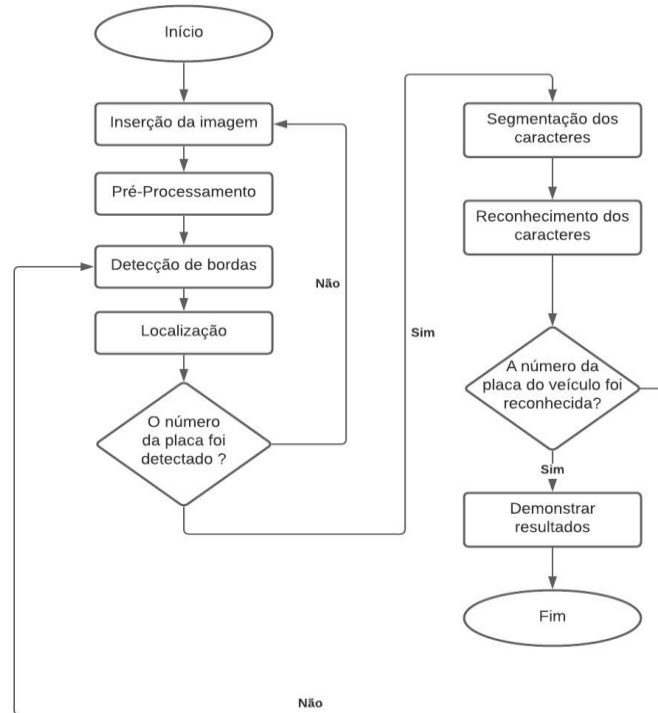 Início
Inserção da imagem
Pré-Processamento
Detecção de bordas
Localização
O número
da placa foi
detectado ?
Não
Sim
Segmentação dos
caracteres
Reconhecimento dos
caracteres
A número da
placa do veículo foi
reconhecida?
Sim
Demonstrar
resultados
Fim
Não